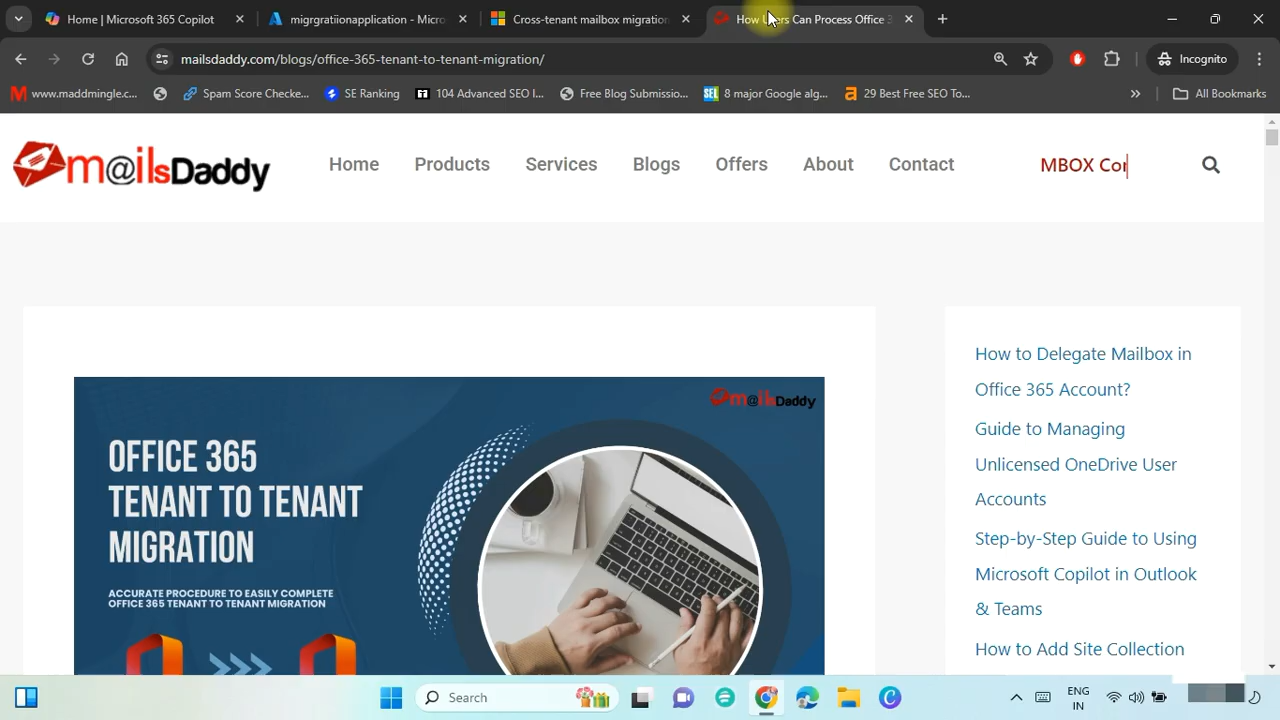 Home | Microsoft 365 Copilot
migrgratiionapplication - Micro
Cross-tenant mailbox migration
How Users Can Process Office 3
mailsdaddy.com/blogs/office-365-tenant-to-tenant-migration/
Incognito
www.maddmingle.c...
Spam Score Checke...
SE Ranking
104 Advanced SEO I...
Free Blog Submissio...
SEL
8 major Google alg...
29 Best Free SEO To...
All Bookmarks
m@ilsDaddy
Home
Products
Services
Blogs
Offers
About
Contact
MBOX Cor
m@ilsDaddy
OFFICE 365
TENANT TO TENANT
MIGRATION
ACCURATE PROCEDURE TO EASILY COMPLETE
OFFICE 365 TENANT TO TENANT MIGRATION
How to Delegate Mailbox in
Office 365 Account?
Guide to Managing
Unlicensed OneDrive User
Accounts
Step-by-Step Guide to Using
Microsoft Copilot in Outlook
& Teams
How to Add Site Collection
Search
ENG
IN